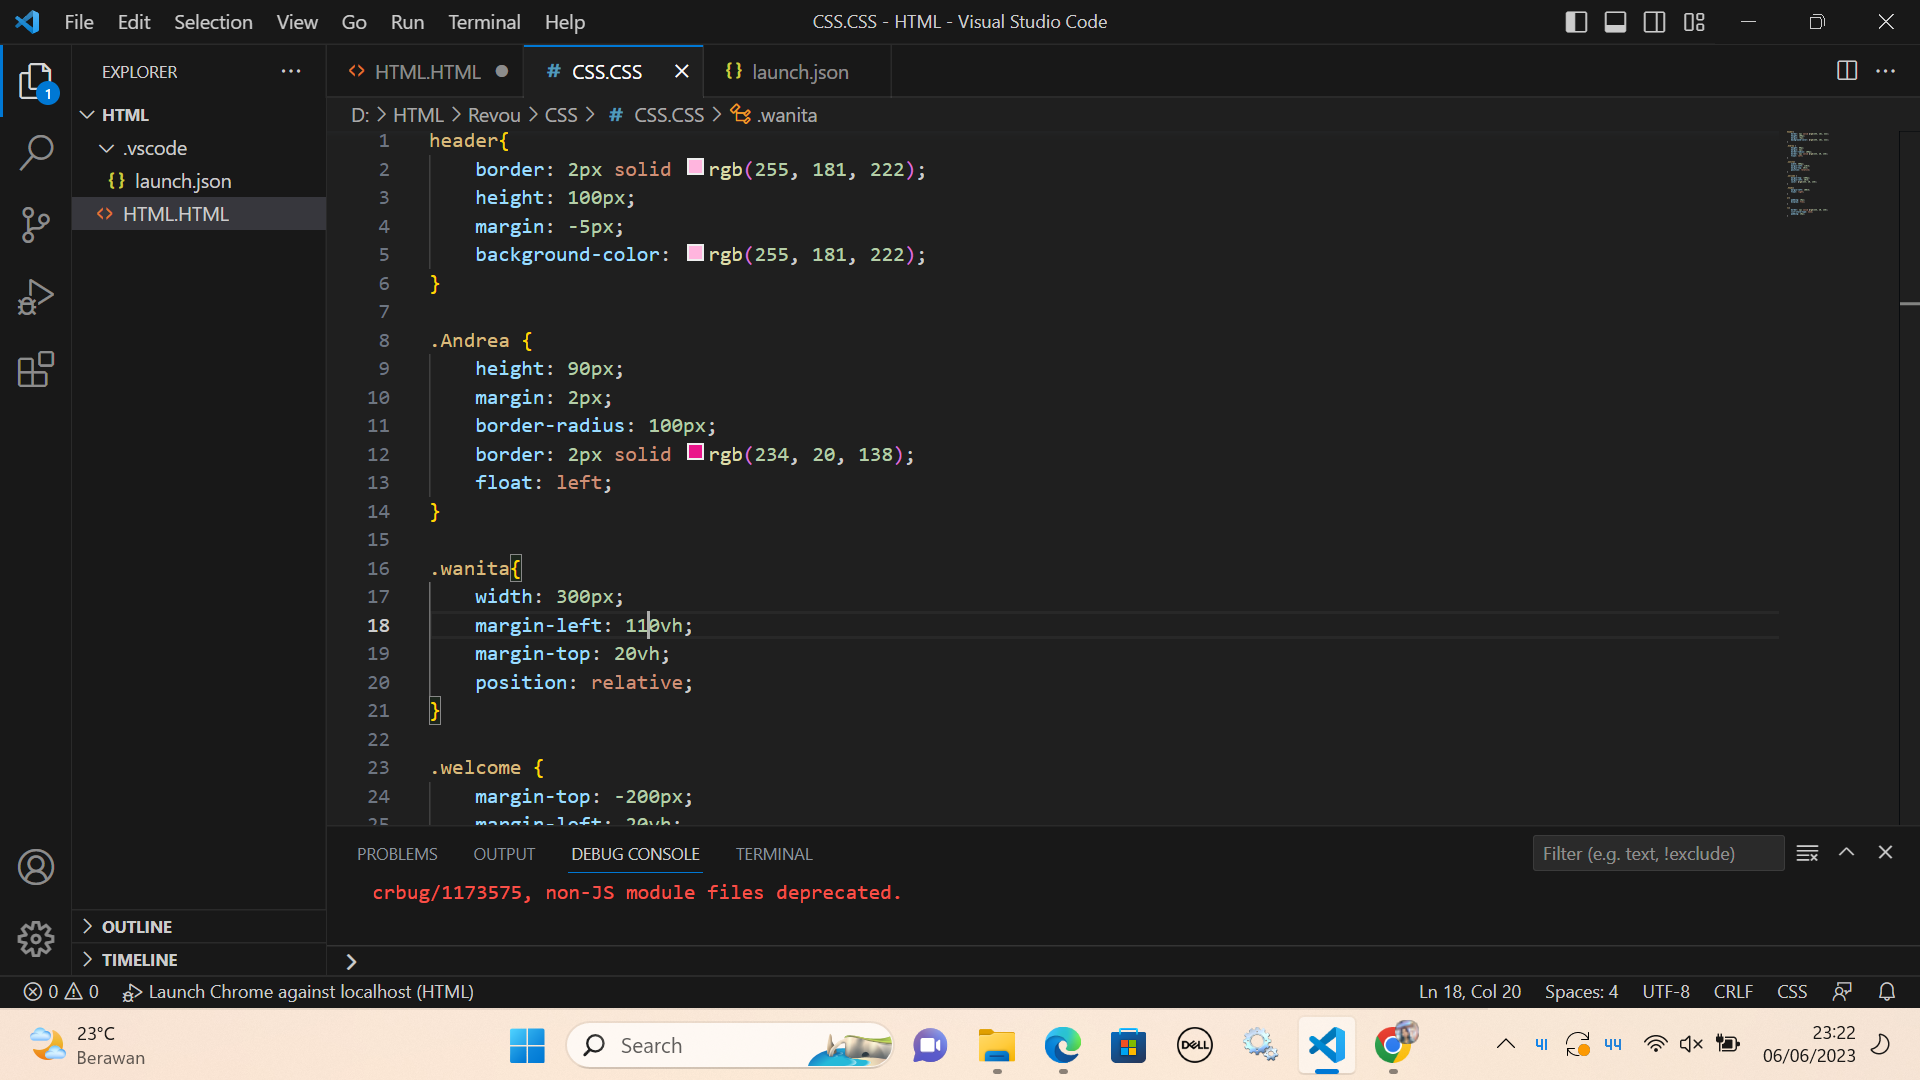 File Edit Selection View Go Run Terminal Help
CSS.CSS - HTML - Visual Studio Code
EXPLORER
HTML.HTML
# CSS.CSS
{} launch.json
1
HTML
.vscode
{} launch.json
HTML.HTML
D: > HTML > Revou > CSS > # CSS.CSS > .wanita
1 header{
2 border: 2px solid rgb(255, 181, 222);
3 height: 100px;
4 margin: -5px;
5 background-color: rgb(255, 181, 222);
6 }
7
8 .Andrea {
9 height: 90px;
10 margin: 2px;
11 border-radius: 100px;
12 border: 2px solid rgb(234, 20, 138);
13 float: left;
14 }
15
16 .wanita{
17 width: 300px;
18 margin-left: 110vh;
19 margin-top: 20vh;
20 position: relative;
21 }
22
23 .welcome {
24 margin-top: -200px;
25 margin-left: 20vh;
PROBLEMS OUTPUT DEBUG CONSOLE TERMINAL
Filter (e.g. text, !exclude)
crbug/1173575, non-JS module files deprecated.
OUTLINE
TIMELINE
0 0 Launch Chrome against localhost (HTML)
Ln 18, Col 20 Spaces: 4 UTF-8 CRLF CSS
23°C
Berawan
Search
DELL
23:22
06/06/2023